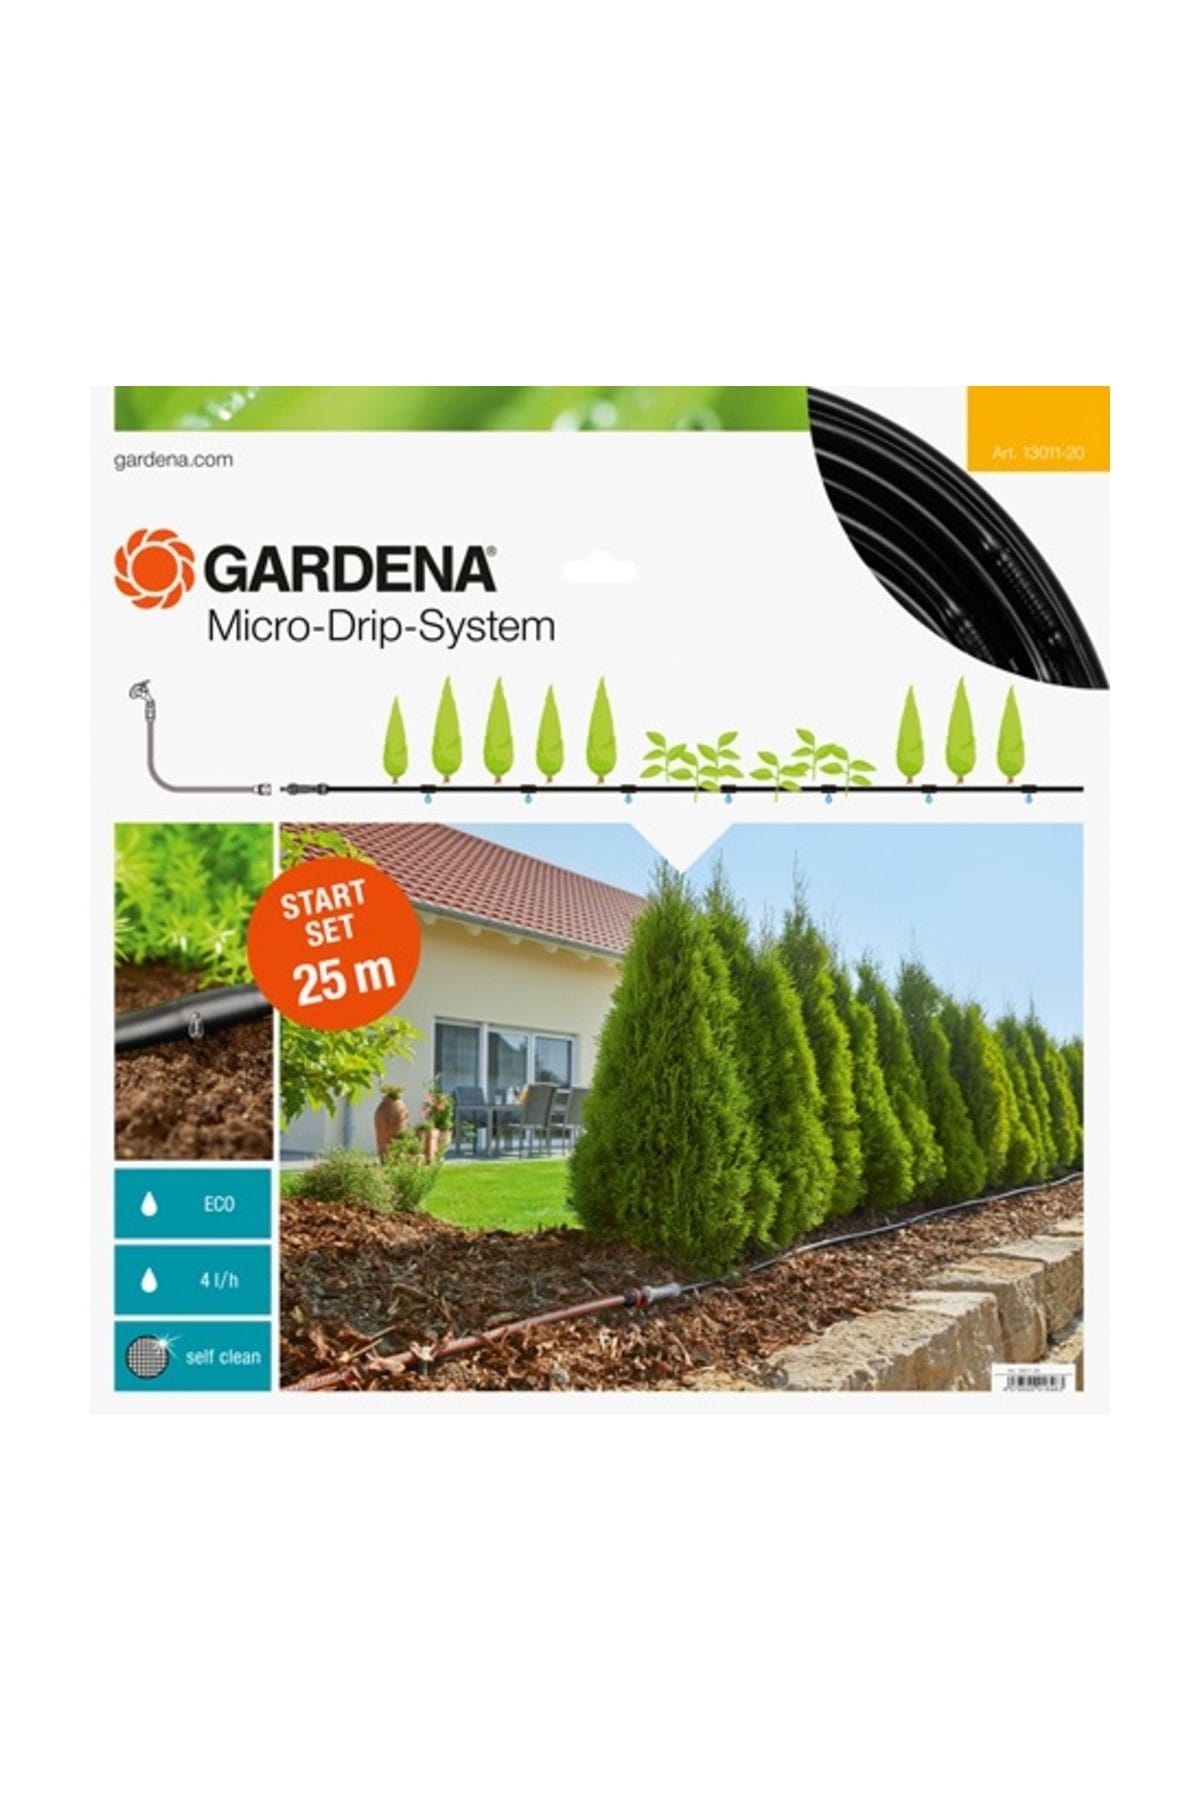 gardena.com
Art. 13011-20
GARDENA®
Micro-Drip-System
START
SET
25 m
ECO
4 l/h
self clean